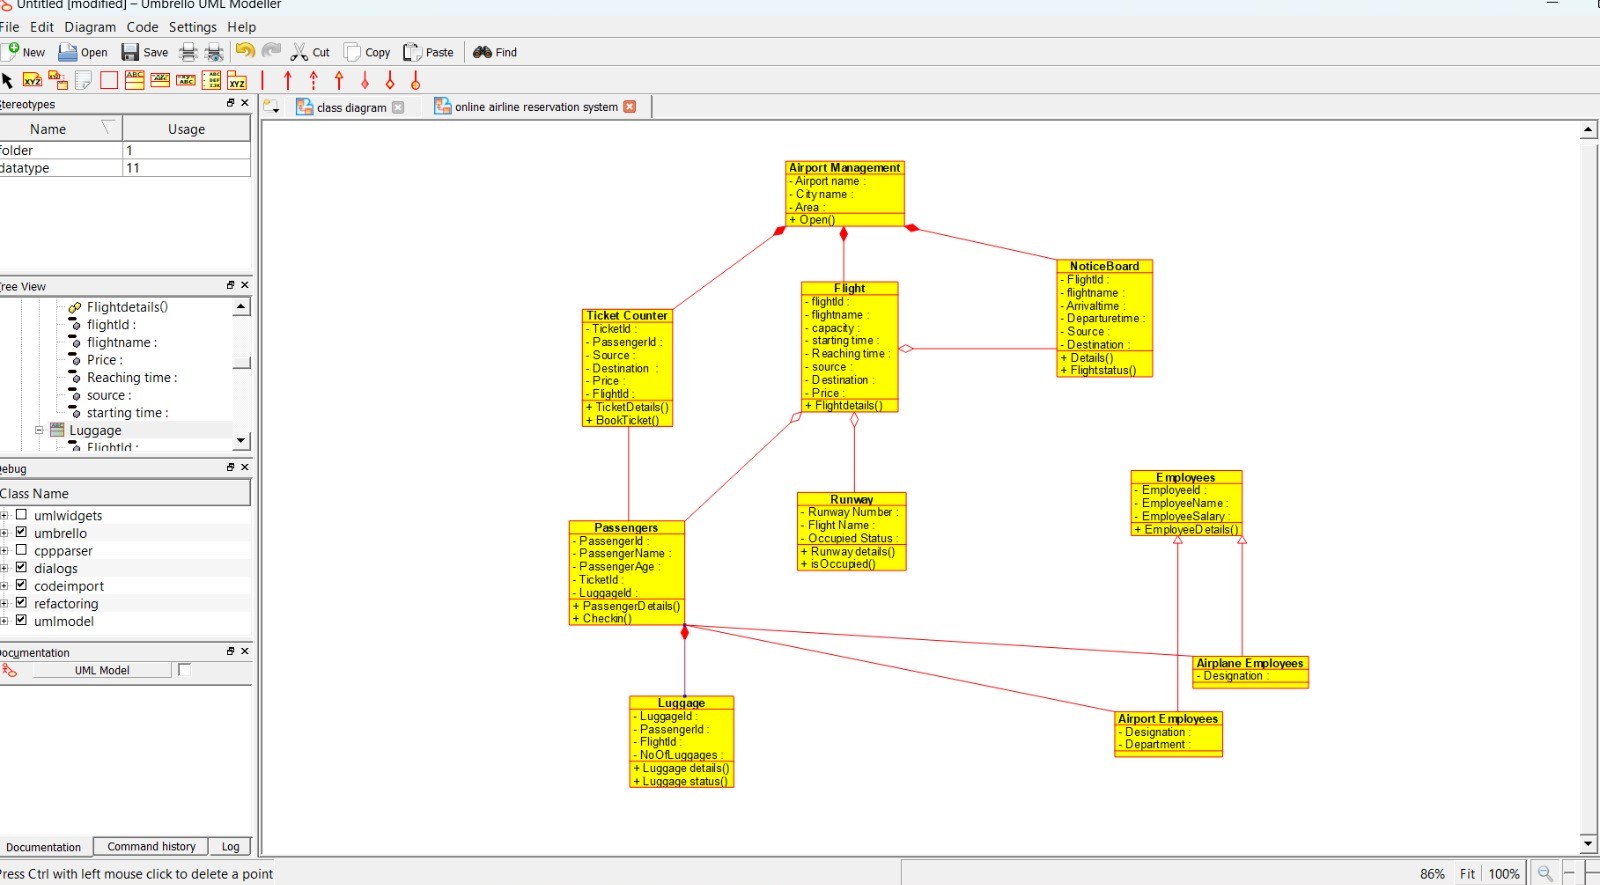 Untitled [modified] – Umbrello UML Modeller
File Edit Diagram Code Settings Help
New Open Save Cut Copy Paste Find
Stereotypes
class diagram
online airline reservation system
Name Usage
folder 1
datatype 11
Tree View
Flightdetails()
flightId :
flightname :
Price :
Reaching time :
source :
starting time :
Luggage
FlightId :
Debug
Class Name
umlwidgets
umbrello
cppparser
dialogs
codeimport
refactoring
umlmodel
Documentation
UML Model
Documentation Command history Log
Press Ctrl with left mouse click to delete a point
86% Fit 100%
Airport Management
- Airport name :
- City name :
- Area :
+ Open()
NoticeBoard
- FlightId :
- flightname :
- Arrivaltime :
- Departuretime :
- Source :
- Destination :
+ Details()
+ Flightstatus()
Flight
- flightId :
- flightname :
- capacity :
- starting time :
- Reaching time :
- source :
- Destination :
- Price :
+ Flightdetails()
Ticket Counter
- TicketId :
- PassengerId :
- Source :
- Destination :
- Price :
- FlightId :
+ TicketDetails()
+ BookTicket()
Passengers
- PassengerId :
- PassengerName :
- PassengerAge :
- TicketId :
- LuggageId :
+ PassengerDetails()
+ Checkin()
Runway
- Runway Number :
- Flight Name :
- Occupied Status :
+ Runway details()
+ isOccupied()
Employees
- EmployeeId :
- EmployeeName :
- EmployeeSalary :
+ EmployeeDetails()
Airplane Employees
- Designation :
Airport Employees
- Designation :
- Department :
Luggage
- LuggageId :
- PassengerId :
- FlightId :
- NoOfLuggages :
+ Luggage details()
+ Luggage status()